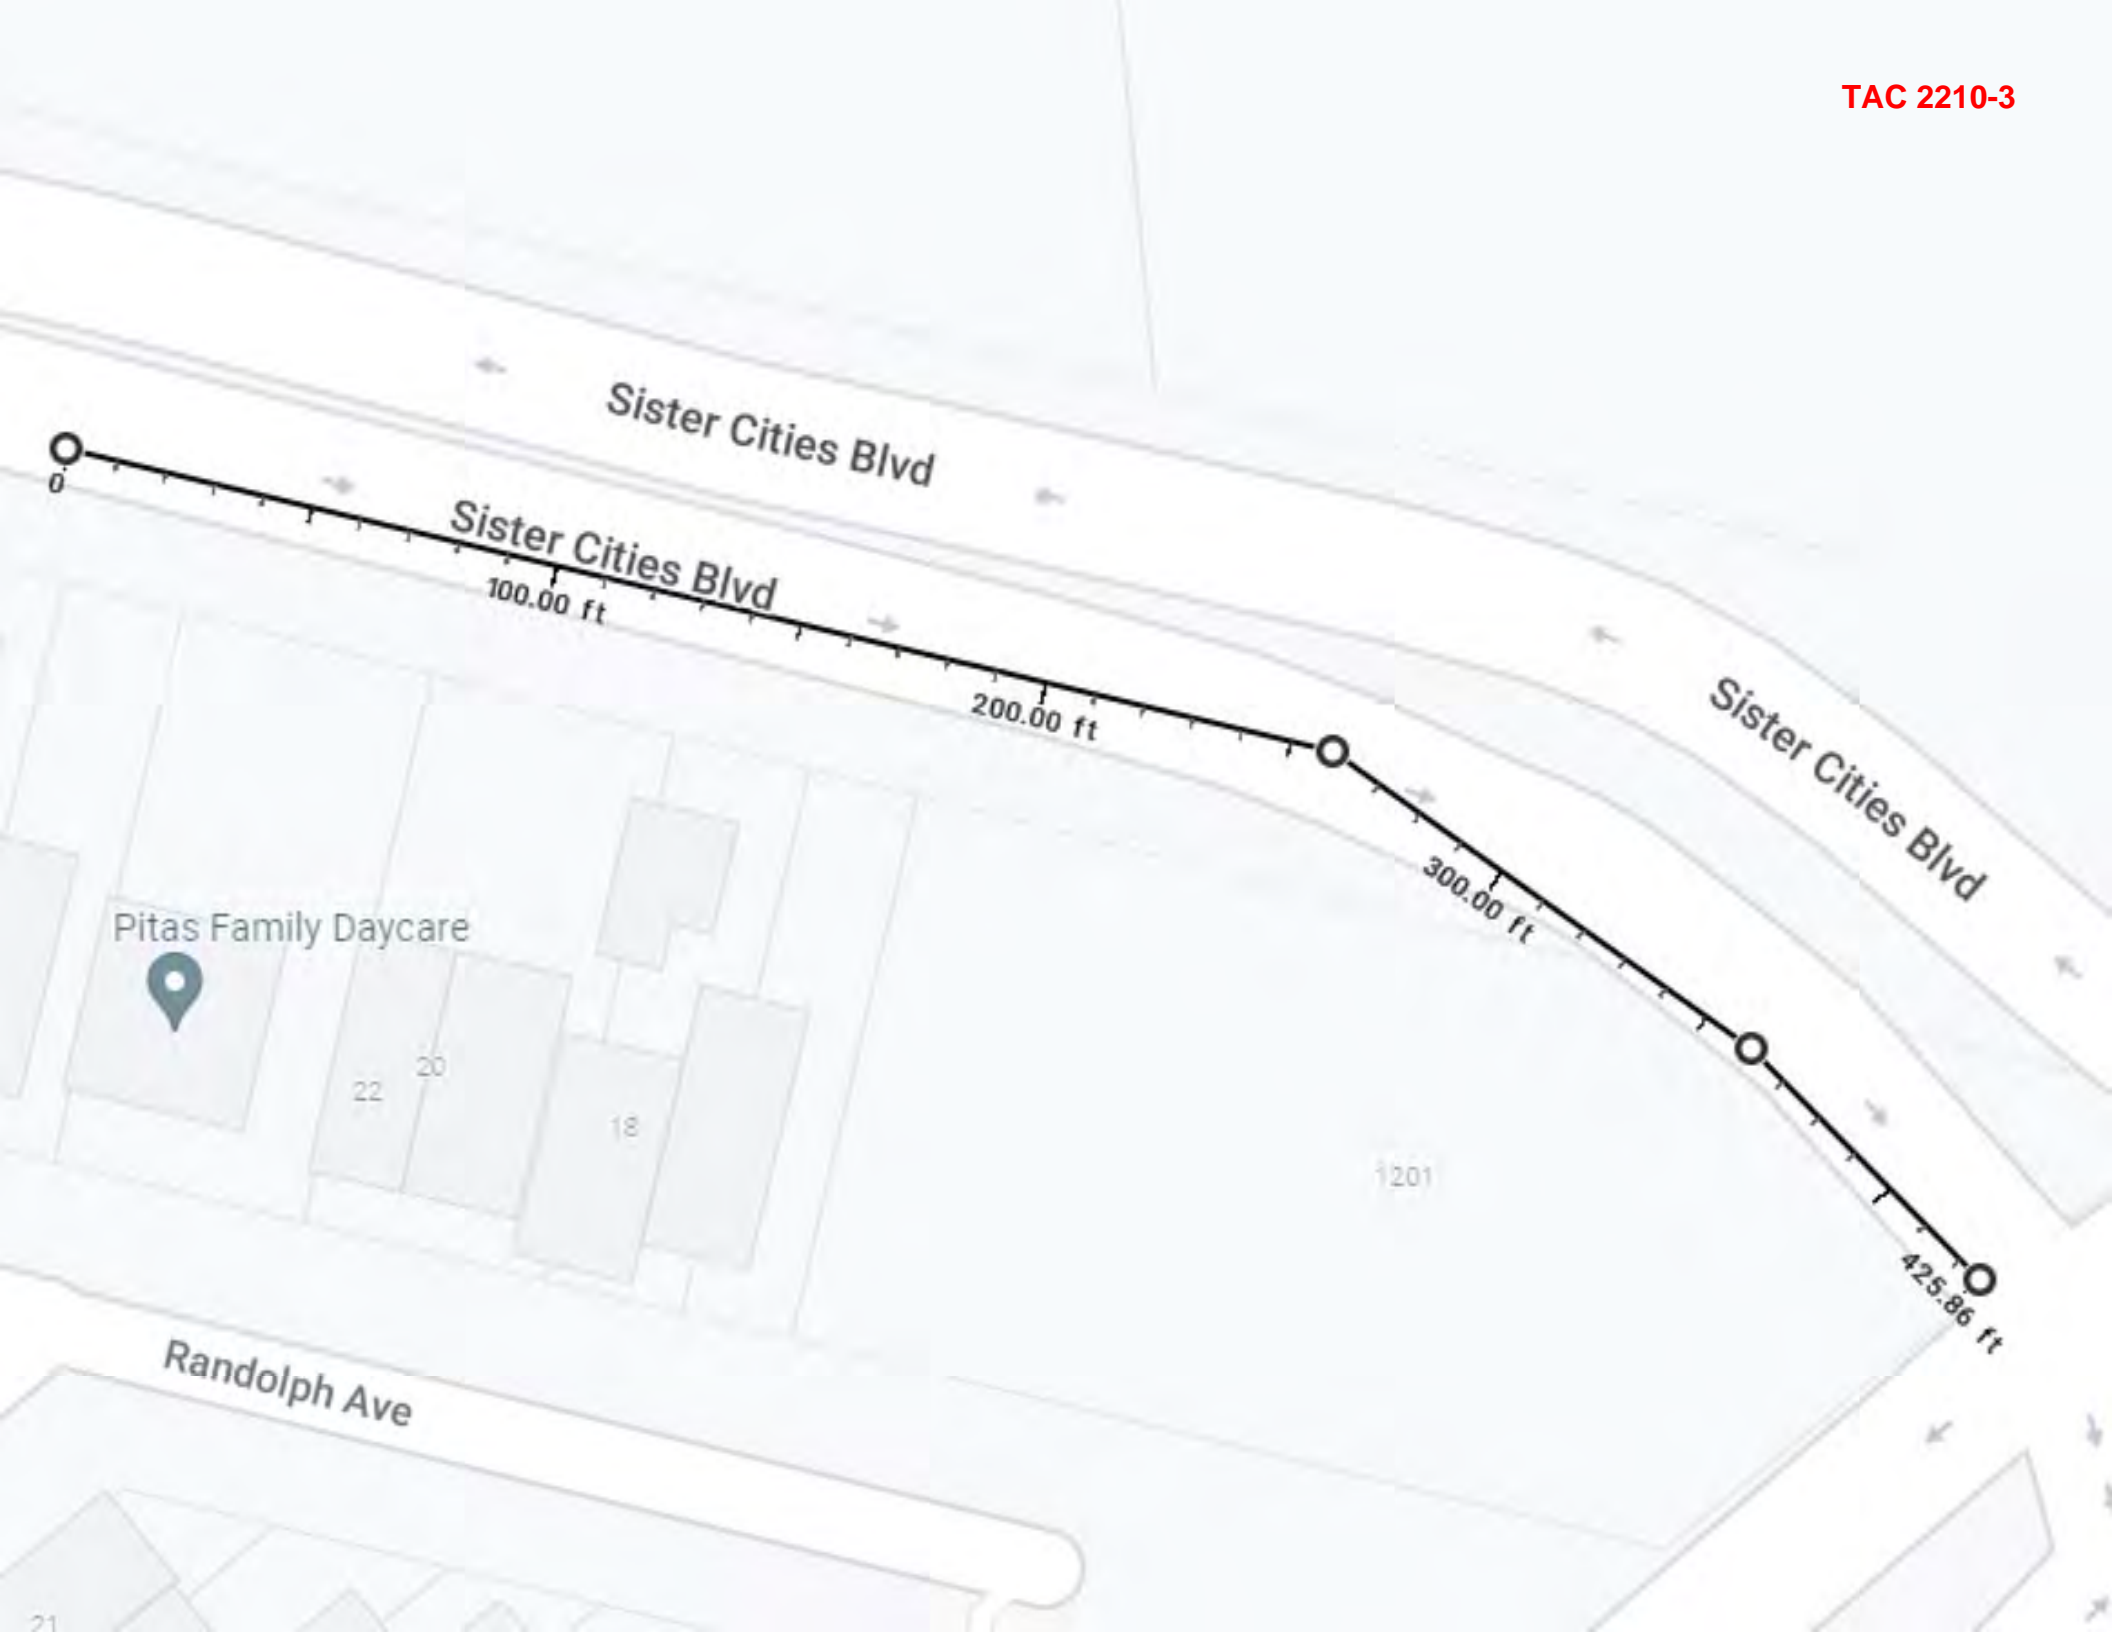 TAC 2210-3
Sister Cities Blvd
0
Sister Cities Blvd
100.00 ft
200.00 ft
Sister Cities Blvd
300.00 ft
Pitas Family Daycare
22
20
18
1201
425.86 ft
Randolph Ave
21